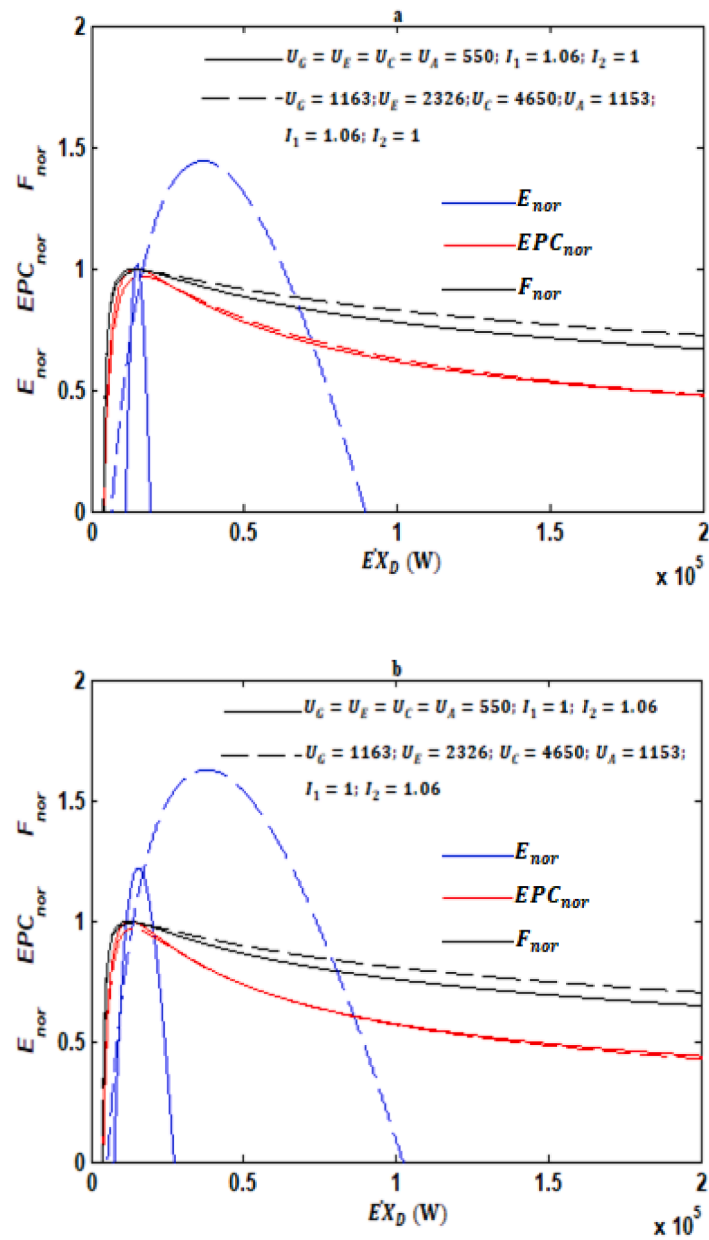 a
2
U_G = U_E = U_C = U_A = 550; I_1 = 1.06; I_2 = 1
U_G = 1163; U_E = 2326; U_C = 4650; U_A = 1153;
I_1 = 1.06; I_2 = 1
1.5
E_nor
EPC_nor
F_nor
1
0.5
0
E_nor EPC_nor F_nor
0 0.5 1 1.5 2
ĖX_D (W)
x 10^5
b
2
U_G = U_E = U_C = U_A = 550; I_1 = 1; I_2 = 1.06
U_G = 1163; U_E = 2326; U_C = 4650; U_A = 1153;
I_1 = 1; I_2 = 1.06
1.5
E_nor
EPC_nor
F_nor
1
0.5
0
E_nor EPC_nor F_nor
0 0.5 1 1.5 2
ĖX_D (W)
x 10^5